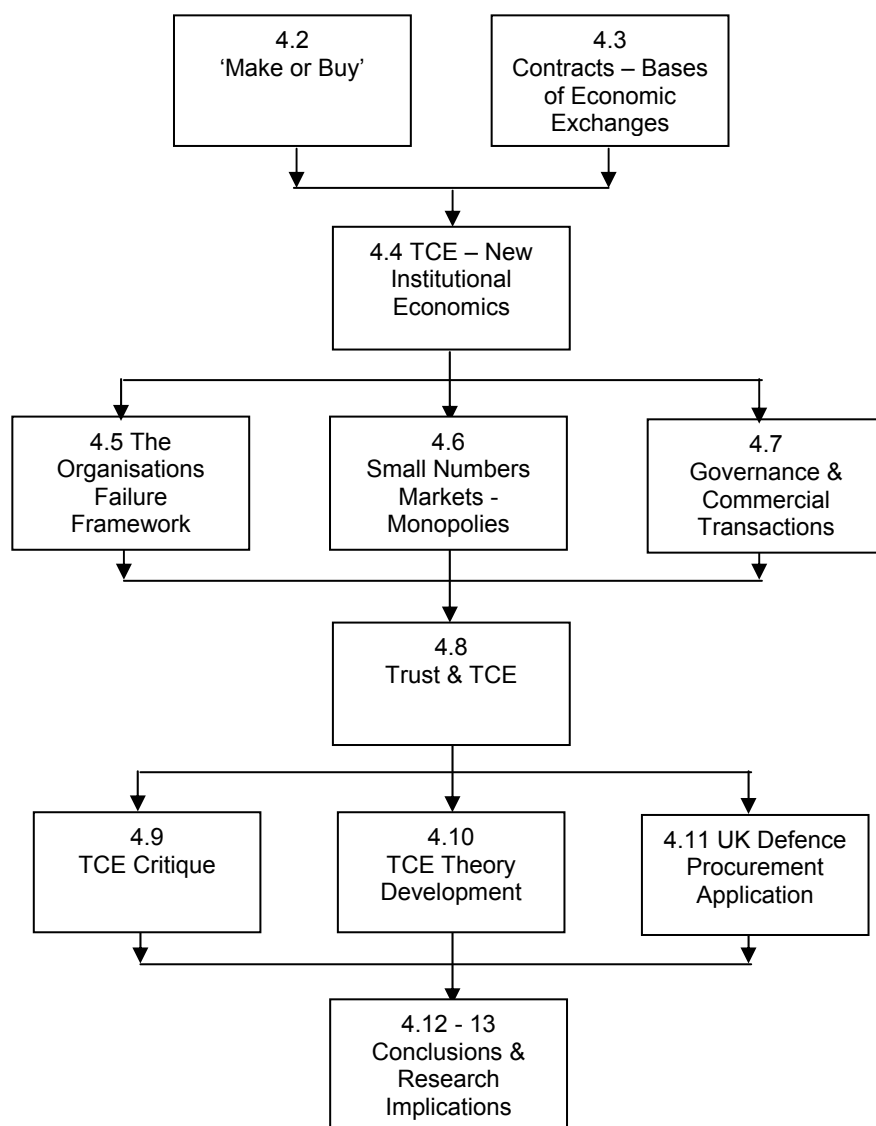 4.2
‘Make or Buy’
4.3
Contracts – Bases
of Economic
Exchanges
4.4 TCE – New
Institutional
Economics
4.5 The
Organisations
Failure
Framework
4.6
Small Numbers
Markets -
Monopolies
4.7
Governance &
Commercial
Transactions
4.8
Trust & TCE
4.9
TCE Critique
4.10
TCE Theory
Development
4.11 UK Defence
Procurement
Application
4.12 - 13
Conclusions &
Research
Implications